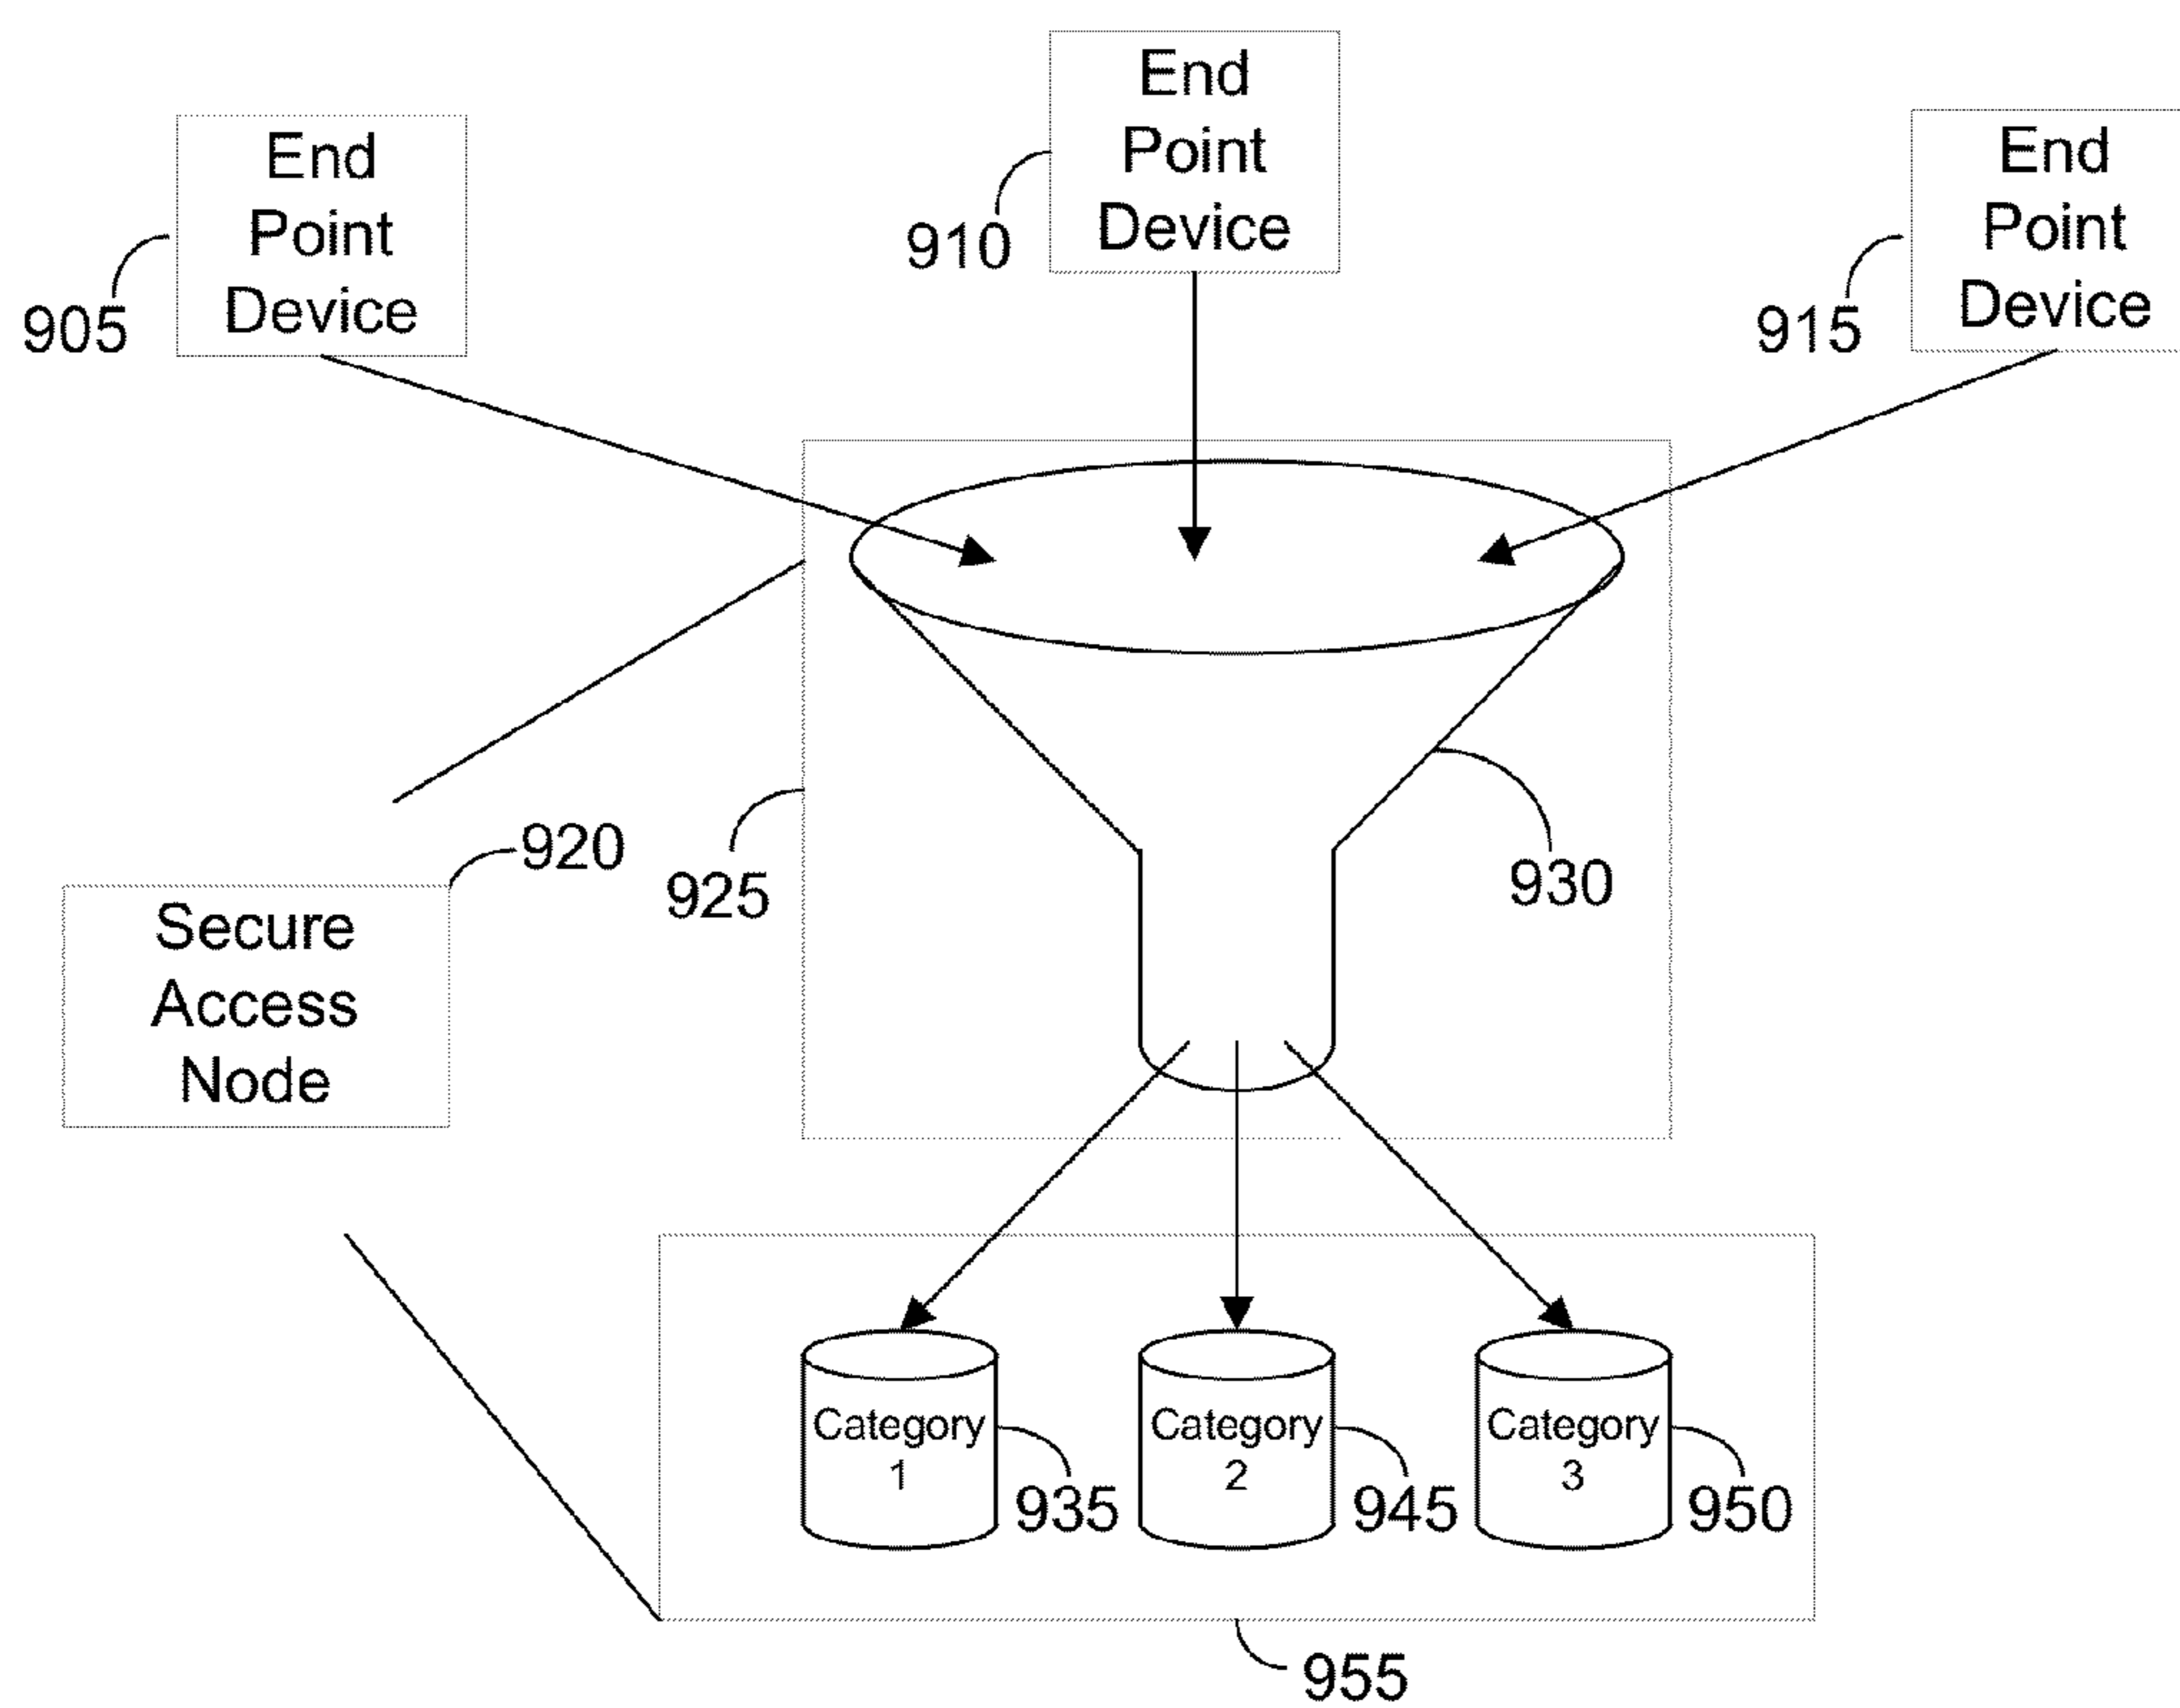 End
Point
Device
910
End
Point
Device
905
End
Point
Device
915
920
Secure
Access
Node
925
930
Category
1
935
Category
2
945
Category
3
950
955